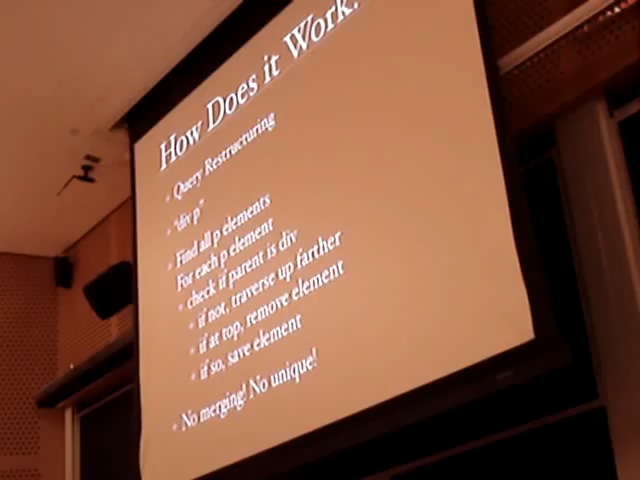 How Does it Work?
Query Restructuring
"div p"
Find all p elements
For each p element
check if parent is div
if not, traverse up farther
if at top, remove element
if so, save element
No merging! No unique!